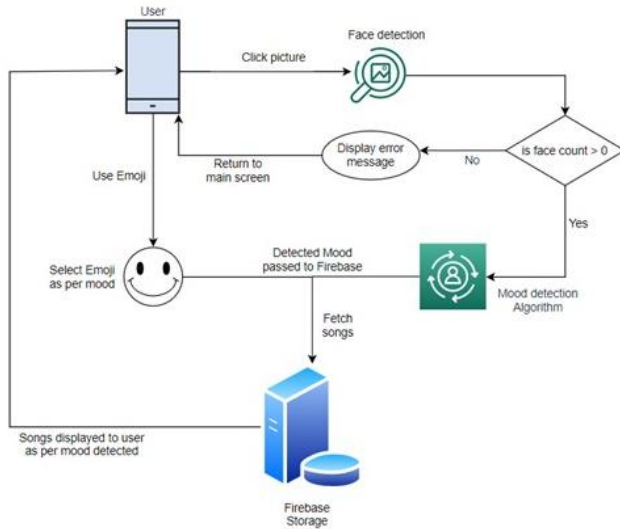 User
Face detection
Click picture
is face count > 0
No
Display error
message
Return to
main screen
Use Emoji
Yes
Select Emoji
as per mood
Detected Mood
passed to Firebase
Mood detection
Algorithm
Fetch
songs
Songs displayed to user
as per mood detected
Firebase
Storage